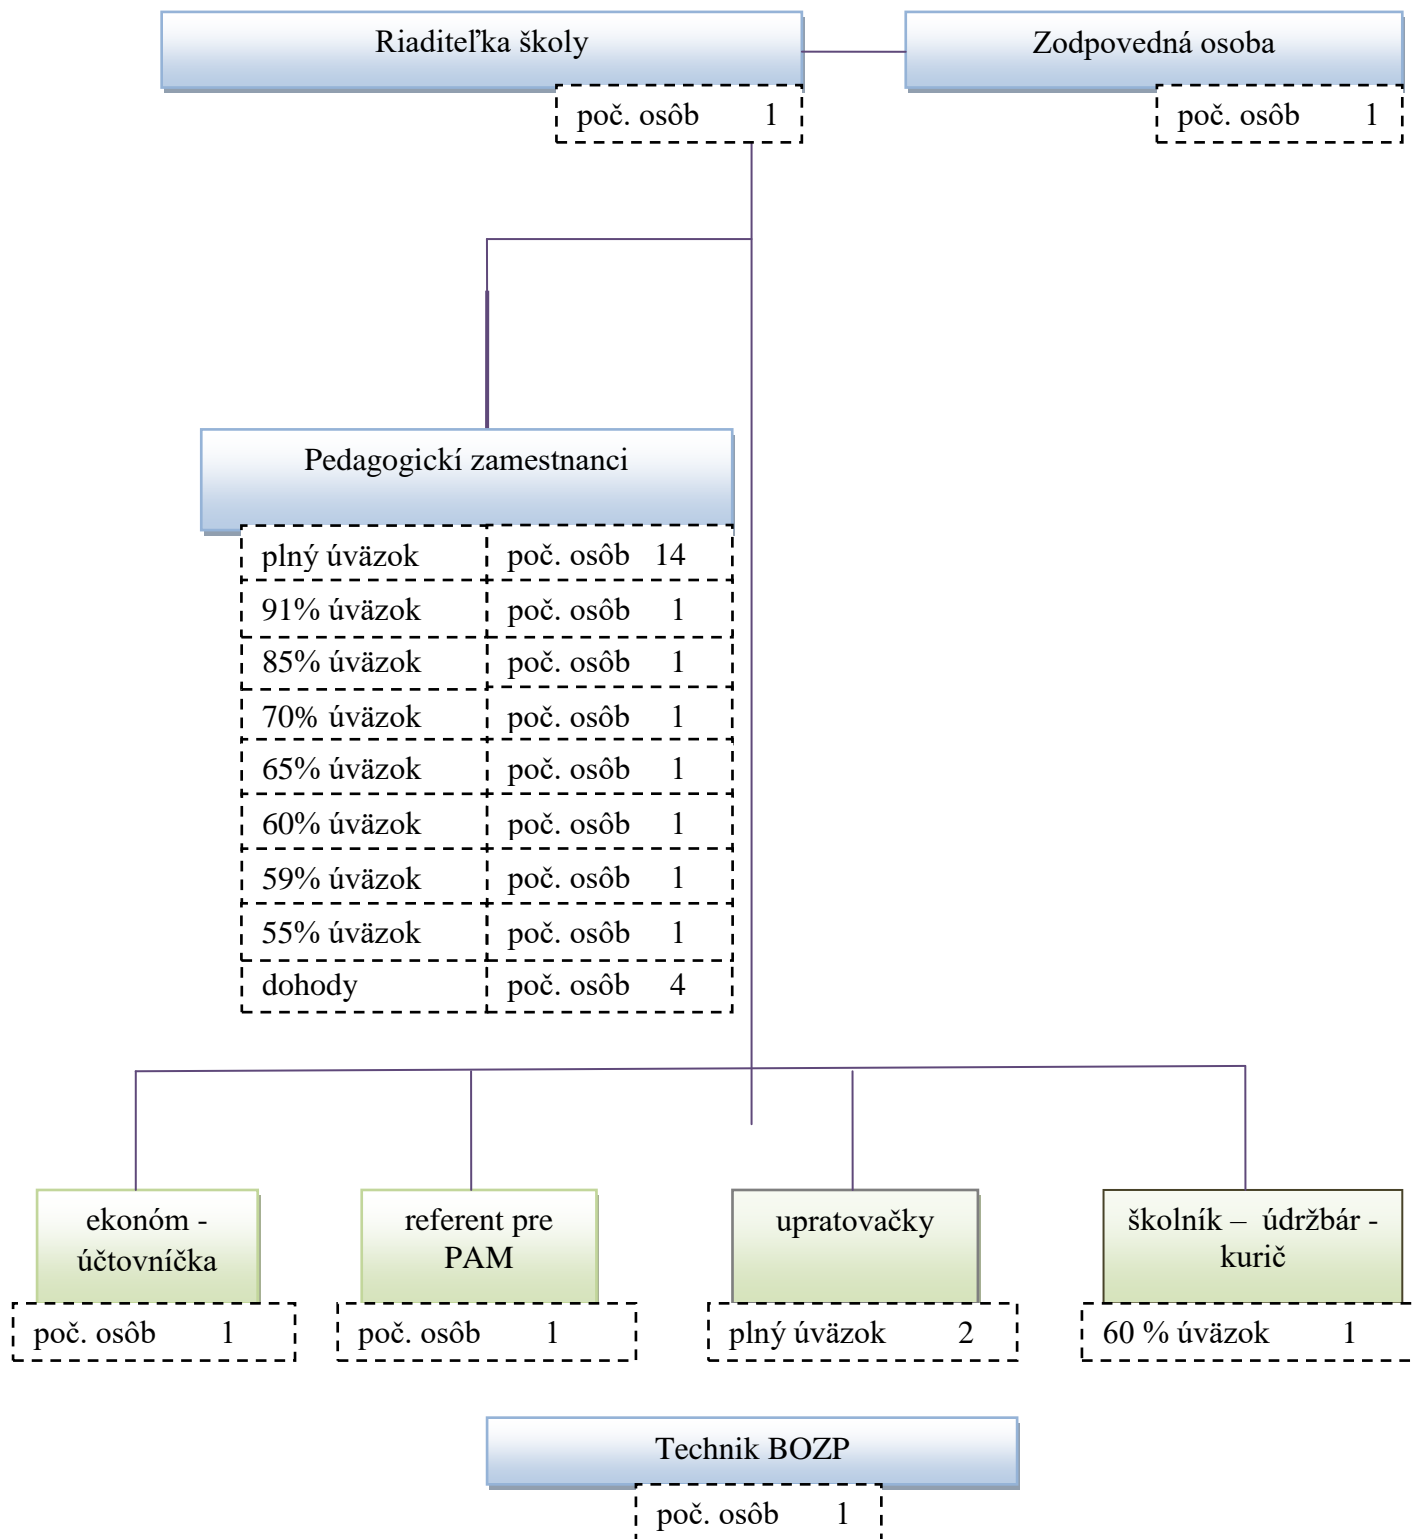 Riaditeľka školy
Zodpovedná osoba
poč. osôb 1
poč. osôb 1
Pedagogickí zamestnanci
plný úväzok poč. osôb 14
91% úväzok poč. osôb 1
85% úväzok poč. osôb 1
70% úväzok poč. osôb 1
65% úväzok poč. osôb 1
60% úväzok poč. osôb 1
59% úväzok poč. osôb 1
55% úväzok poč. osôb 1
dohody poč. osôb 4
ekonóm -
účtovníčka
poč. osôb 1
referent pre
PAM
poč. osôb 1
upratovačky
plný úväzok 2
školník – údržbár -
kurič
60 % úväzok 1
Technik BOZP
poč. osôb 1